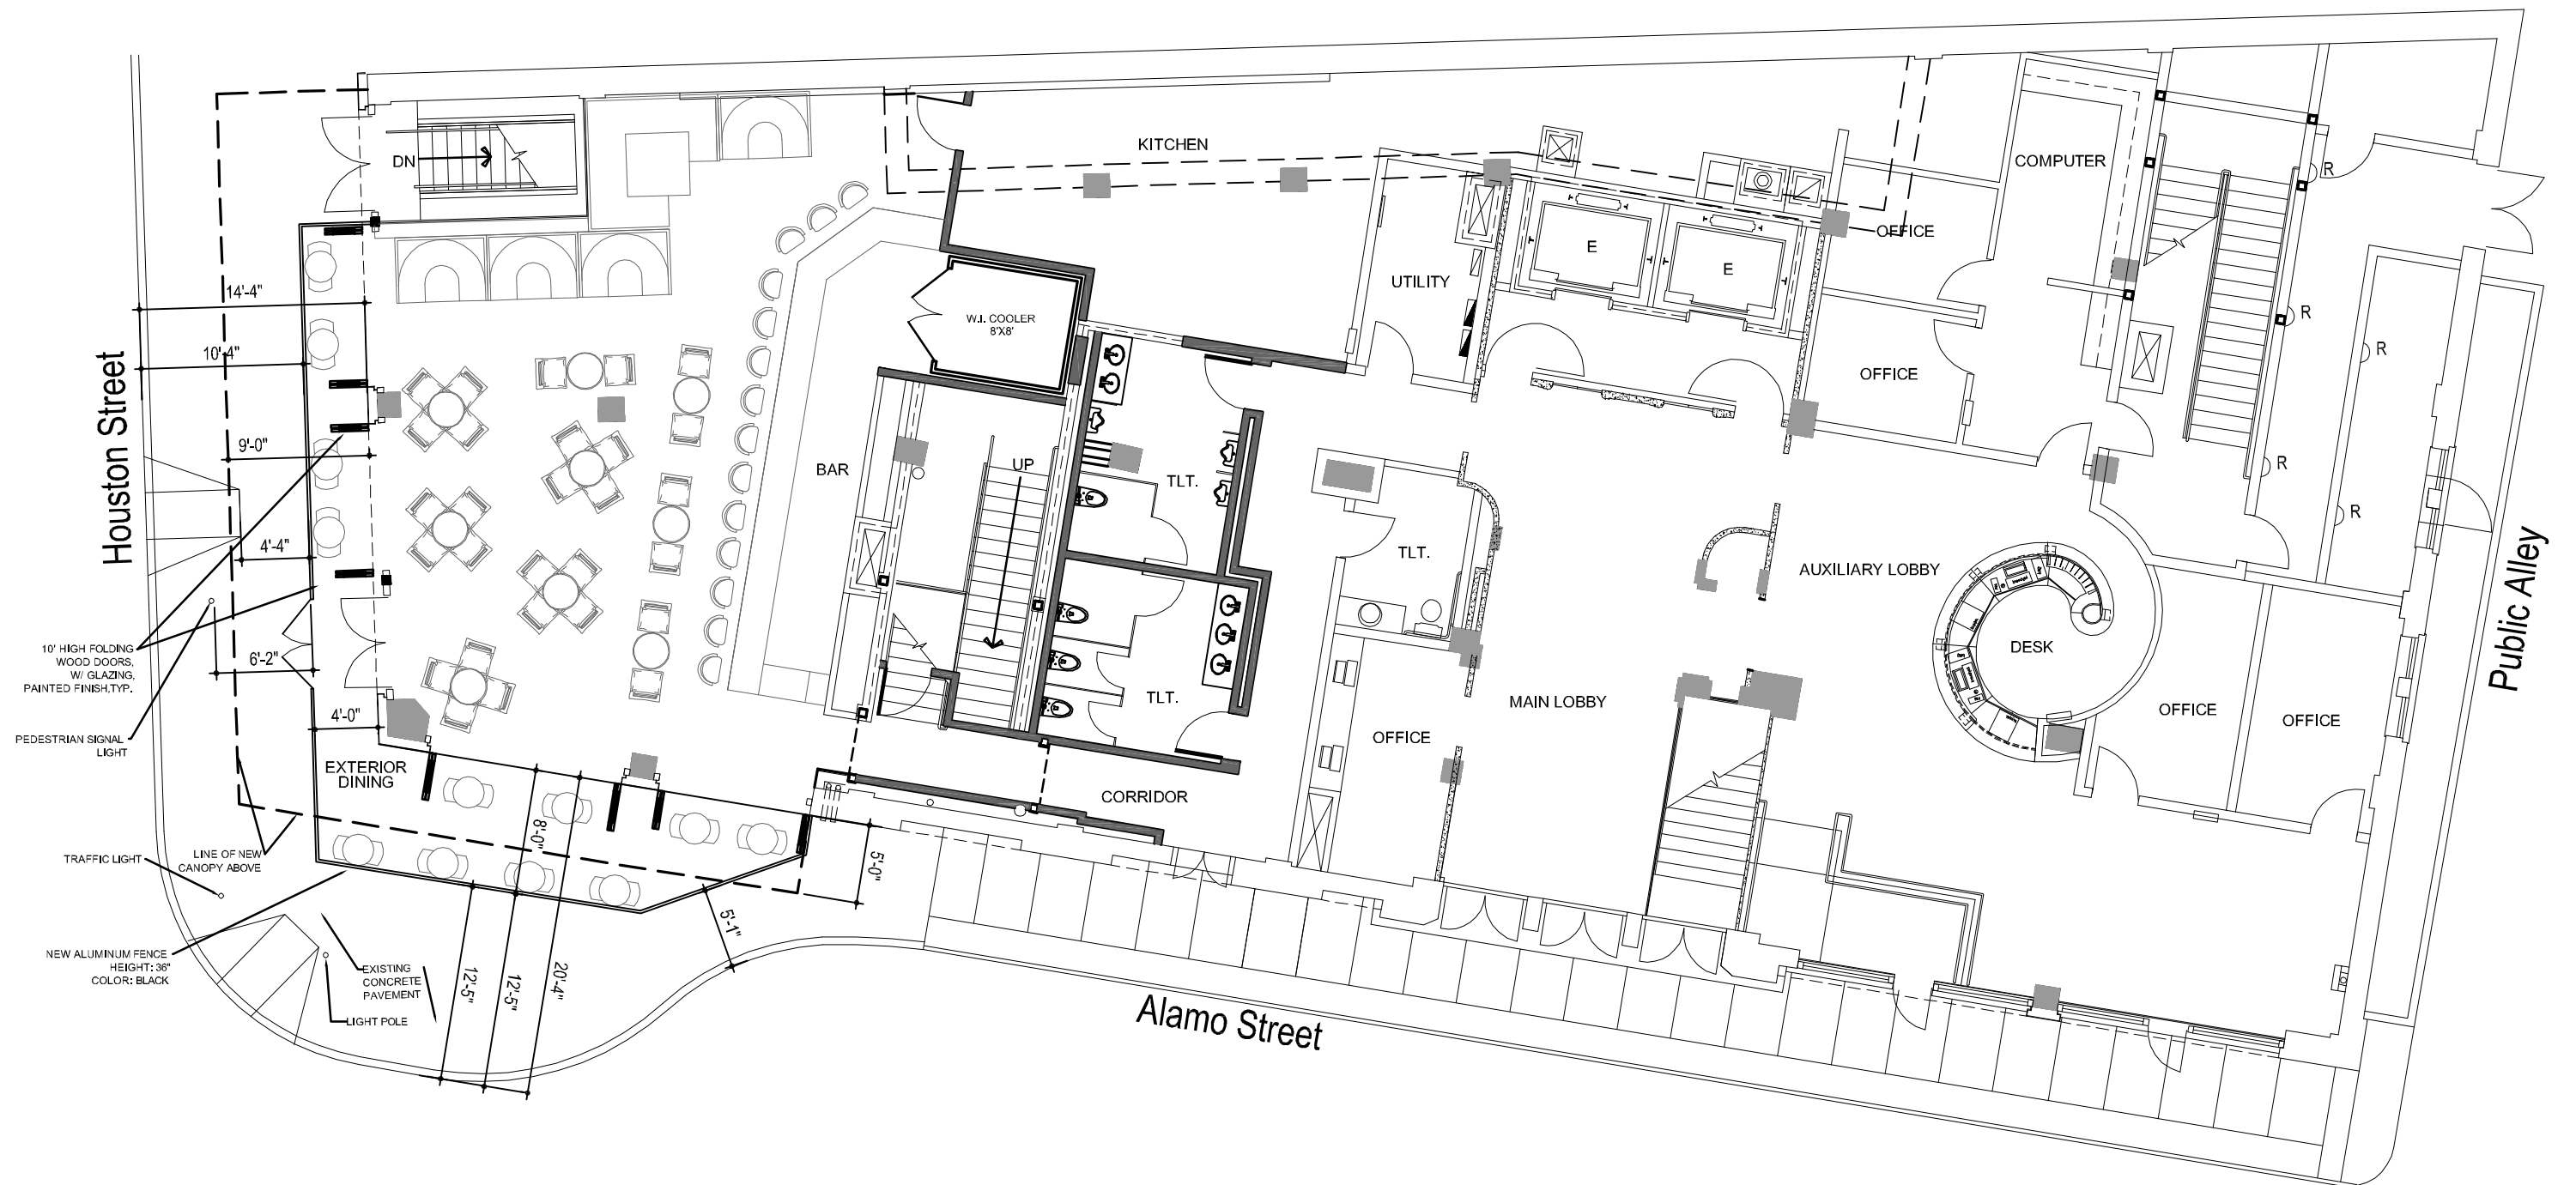 DN
KITCHEN
COMPUTER
R
OFFICE
E
E
UTILITY
14'-4"
W.I. COOLER
8'X8'
R
10'-4"
R
OFFICE
Houston Street
9'-0"
BAR
UP
TLT.
R
R
4'-4"
TLT.
AUXILIARY LOBBY
Public Alley
10' HIGH FOLDING
WOOD DOORS,
W/ GLAZING,
PAINTED FINISH,TYP.
6'-2"
DESK
TLT.
MAIN LOBBY
4'-0"
OFFICE
OFFICE
OFFICE
PEDESTRIAN SIGNAL
LIGHT
EXTERIOR
DINING
CORRIDOR
8'-0"
TRAFFIC LIGHT
LINE OF NEW
CANOPY ABOVE
5'-0"
5'-1"
NEW ALUMINUM FENCE
HEIGHT: 36"
COLOR: BLACK
EXISTING
CONCRETE
PAVEMENT
12'-5"
12'-5"
20'-4"
LIGHT POLE
Alamo Street